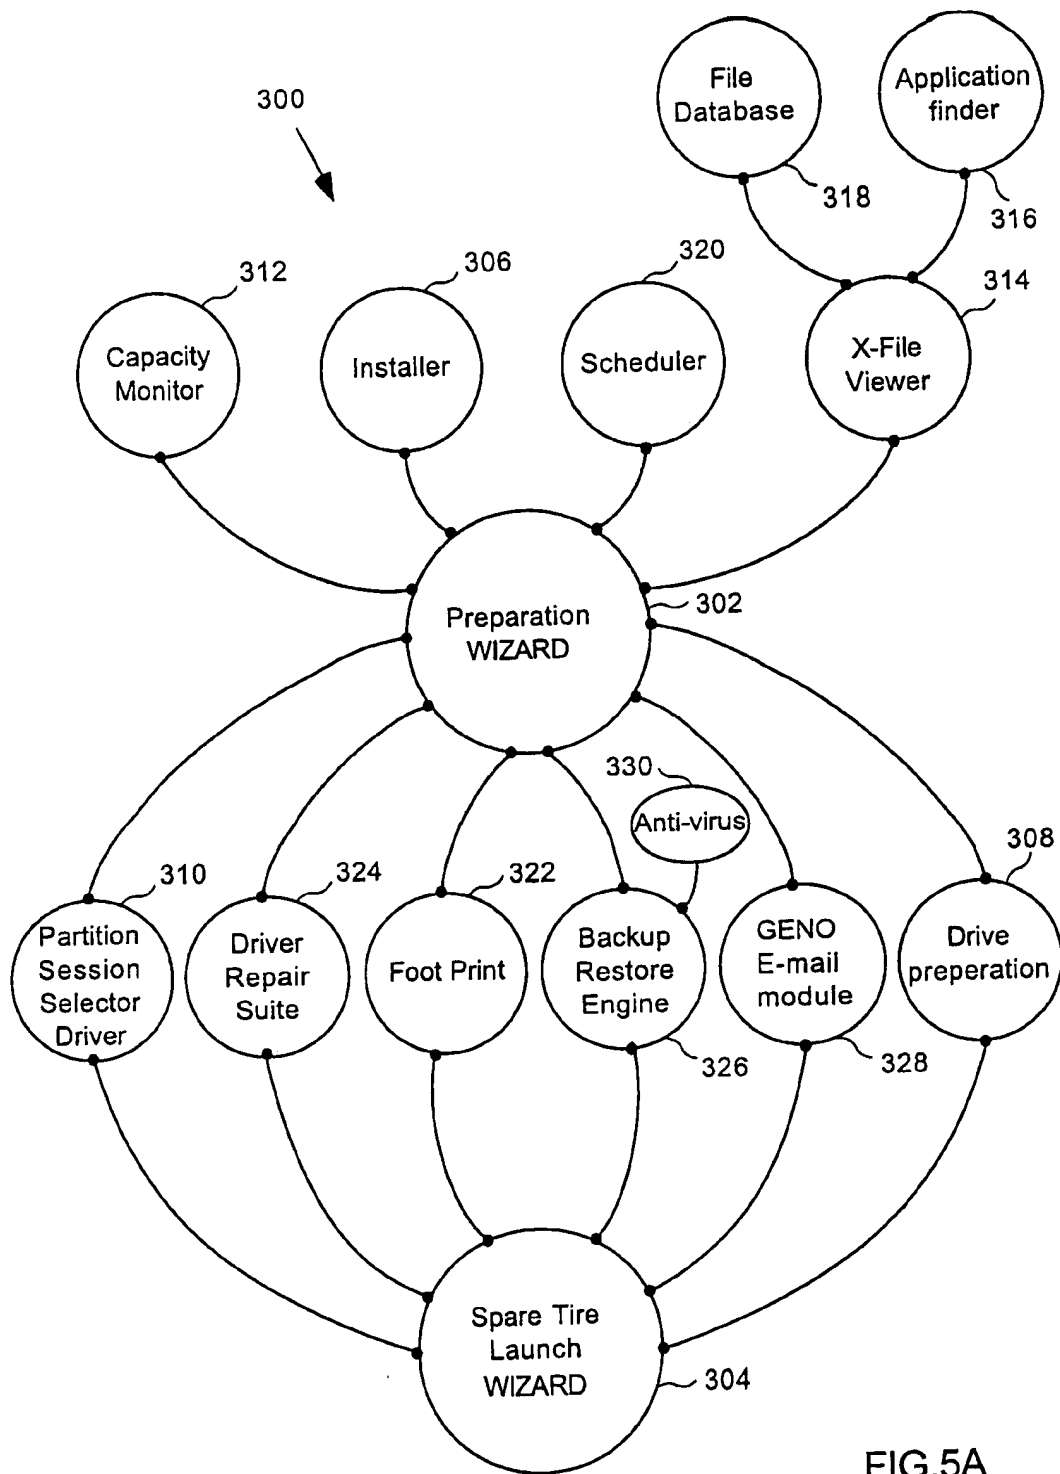 300
File
Database
318
Application
finder
316
312
Capacity
Monitor
306
Installer
320
Scheduler
314
X-File
Viewer
Preparation
WIZARD
302
330
Anti-virus
310
Partition
Session
Selector
Driver
324
Driver
Repair
Suite
322
Foot Print
Backup
Restore
Engine
326
GENO
E-mail
module
328
308
Drive
preperation
Spare Tire
Launch
WIZARD
304
FIG.5A